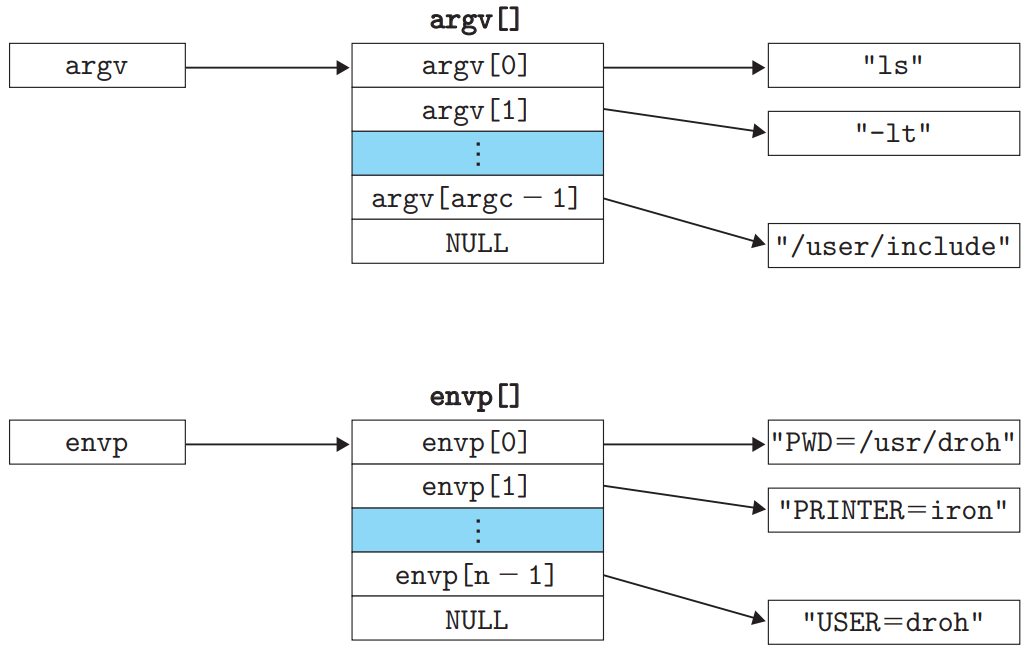 argv[]
argv
argv[0]
"ls"
argv[1]
"-lt"
⋮
argv[argc − 1]
NULL
"/user/include"
envp[]
envp
envp[0]
"PWD=/usr/droh"
envp[1]
"PRINTER=iron"
⋮
envp[n − 1]
NULL
"USER=droh"